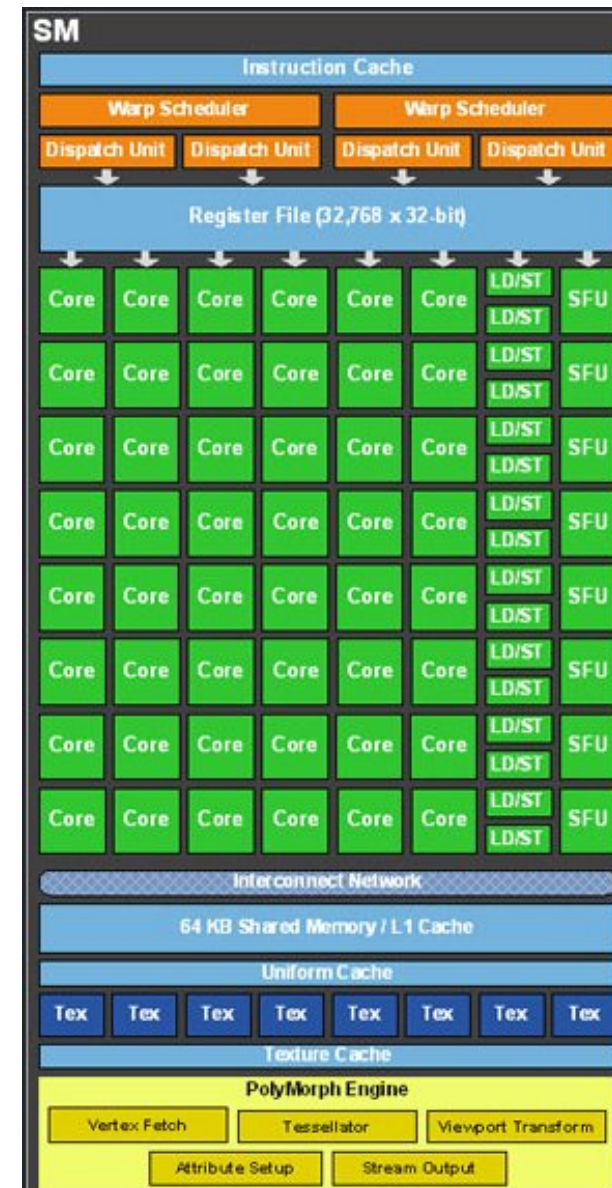 SM
Instruction Cache
Warp Scheduler Warp Scheduler
Dispatch Unit Dispatch Unit Dispatch Unit Dispatch Unit
Register File (32,768 x 32-bit)
Core Core Core Core Core Core LD/ST SFU
LD/ST
Core Core Core Core Core Core LD/ST SFU
LD/ST
Core Core Core Core Core Core LD/ST SFU
LD/ST
Core Core Core Core Core Core LD/ST SFU
LD/ST
Core Core Core Core Core Core LD/ST SFU
LD/ST
Core Core Core Core Core Core LD/ST SFU
LD/ST
Core Core Core Core Core Core LD/ST SFU
LD/ST
Core Core Core Core Core Core LD/ST SFU
LD/ST
Interconnect Network
64 KB Shared Memory / L1 Cache
Uniform Cache
Tex Tex Tex Tex Tex Tex Tex Tex
Texture Cache
PolyMorph Engine
Vertex Fetch Tessellator Viewport Transform
Attribute Setup Stream Output